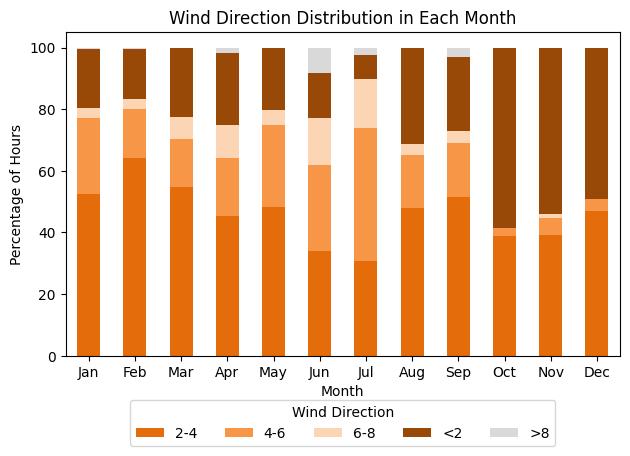 Wind Direction Distribution in Each Month
Percentage of Hours
100
80
60
40
20
0
Jan Feb Mar Apr May Jun Jul Aug Sep Oct Nov Dec
Month
Wind Direction
2-4 4-6 6-8 <2 >8